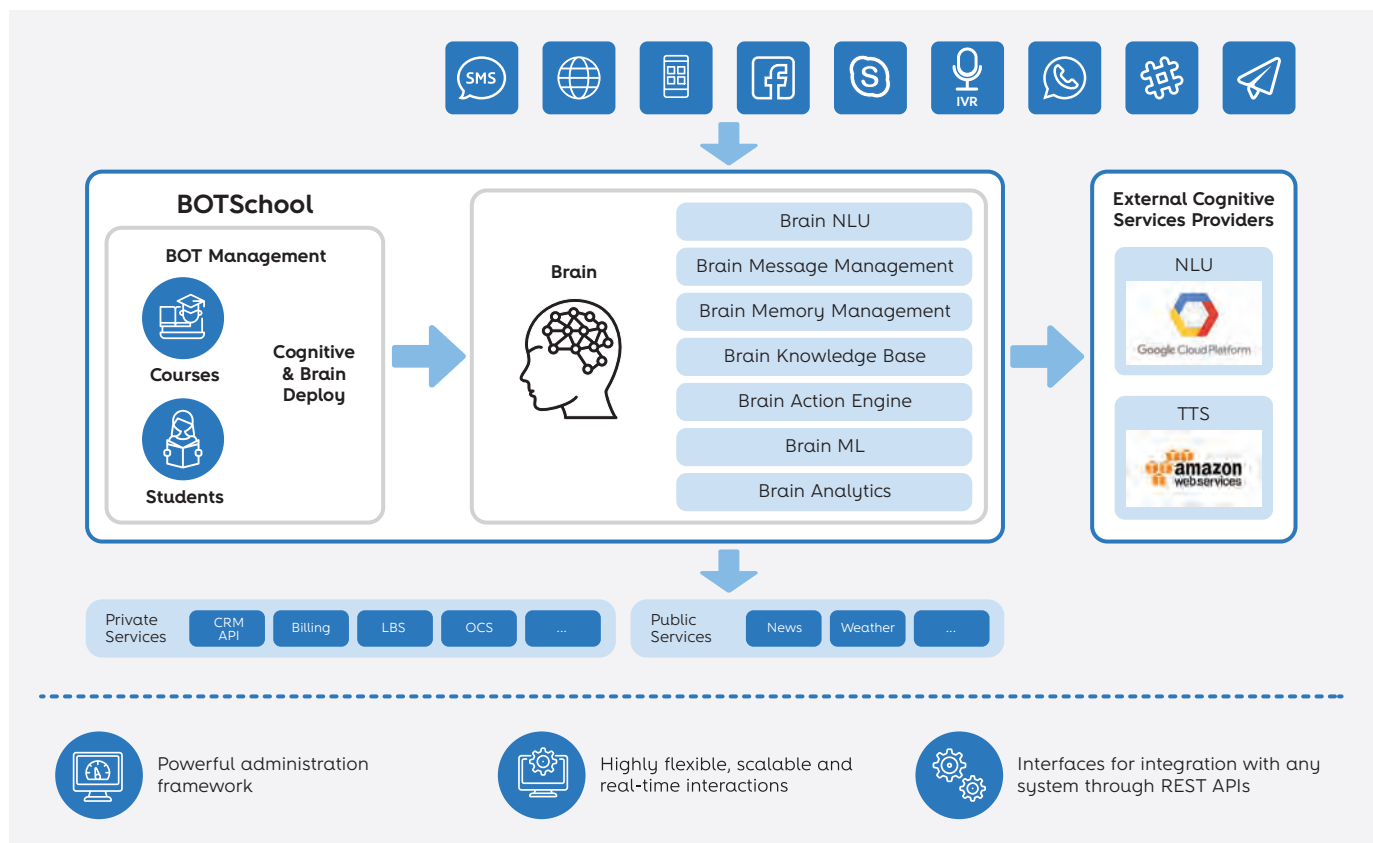 SMS
IVR
BOTSchool
BOT Management
Courses
Students
Cognitive
& Brain
Deploy
Brain
Brain NLU
Brain Message Management
Brain Memory Management
Brain Knowledge Base
Brain Action Engine
Brain ML
Brain Analytics
External Cognitive
Services Providers
NLU
Google Cloud Platform
TTS
amazon
webservices
Private
Services
CRM
API
Billing
LBS
OCS
...
Public
Services
News
Weather
...
Powerful administration
framework
Highly flexible, scalable and
real-time interactions
Interfaces for integration with any
system through REST APIs